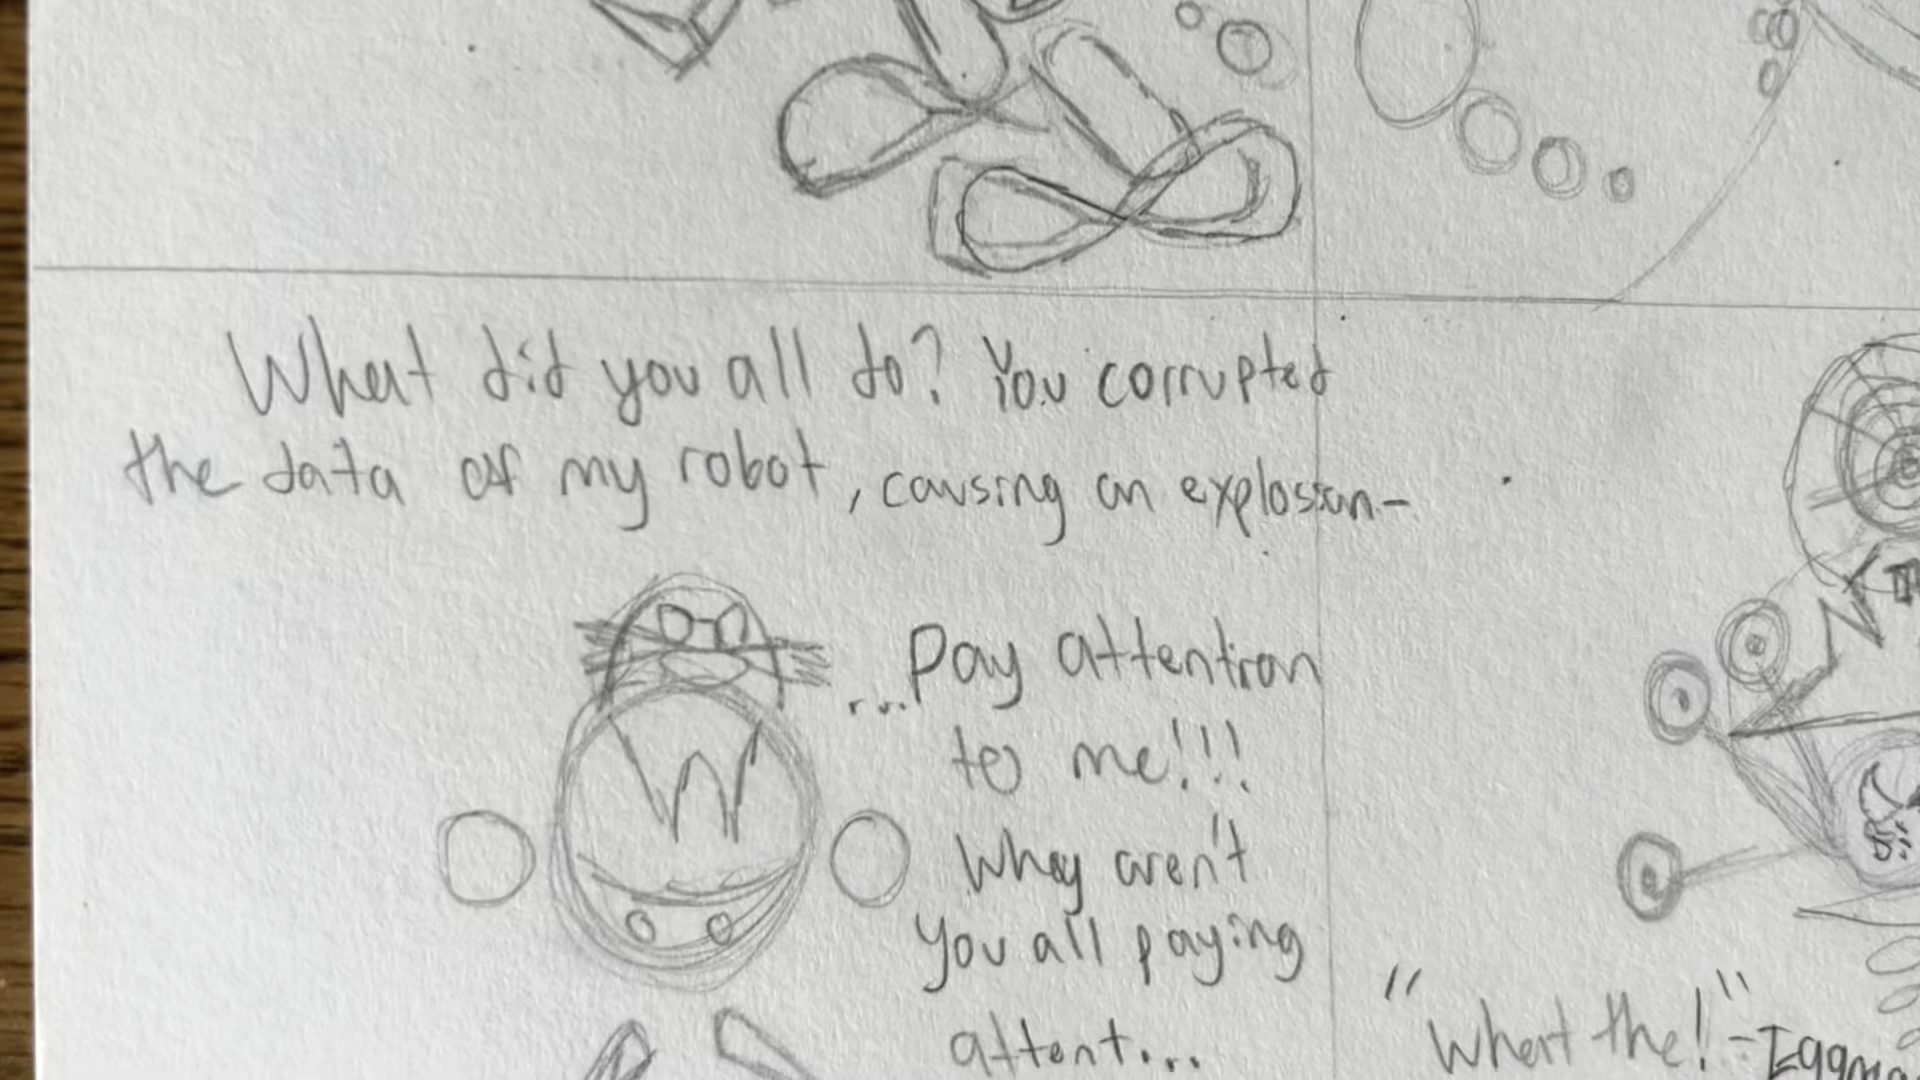 What did you all do? You corrupted
the data of my robot, causing an explosion-
...Pay attention
to me!!!
Why aren't
you all paying
attent...
"What the!" - Eggma